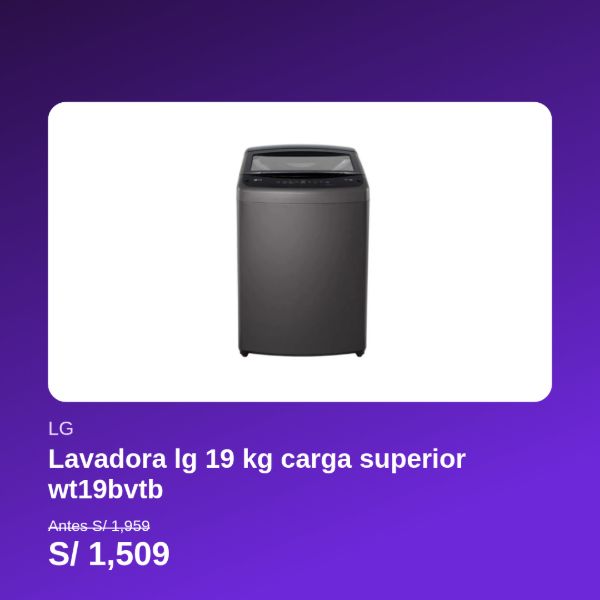 LG
Lavadora lg 19 kg carga superior
wt19bvtb
Antes S/ 1,959
S/ 1,509